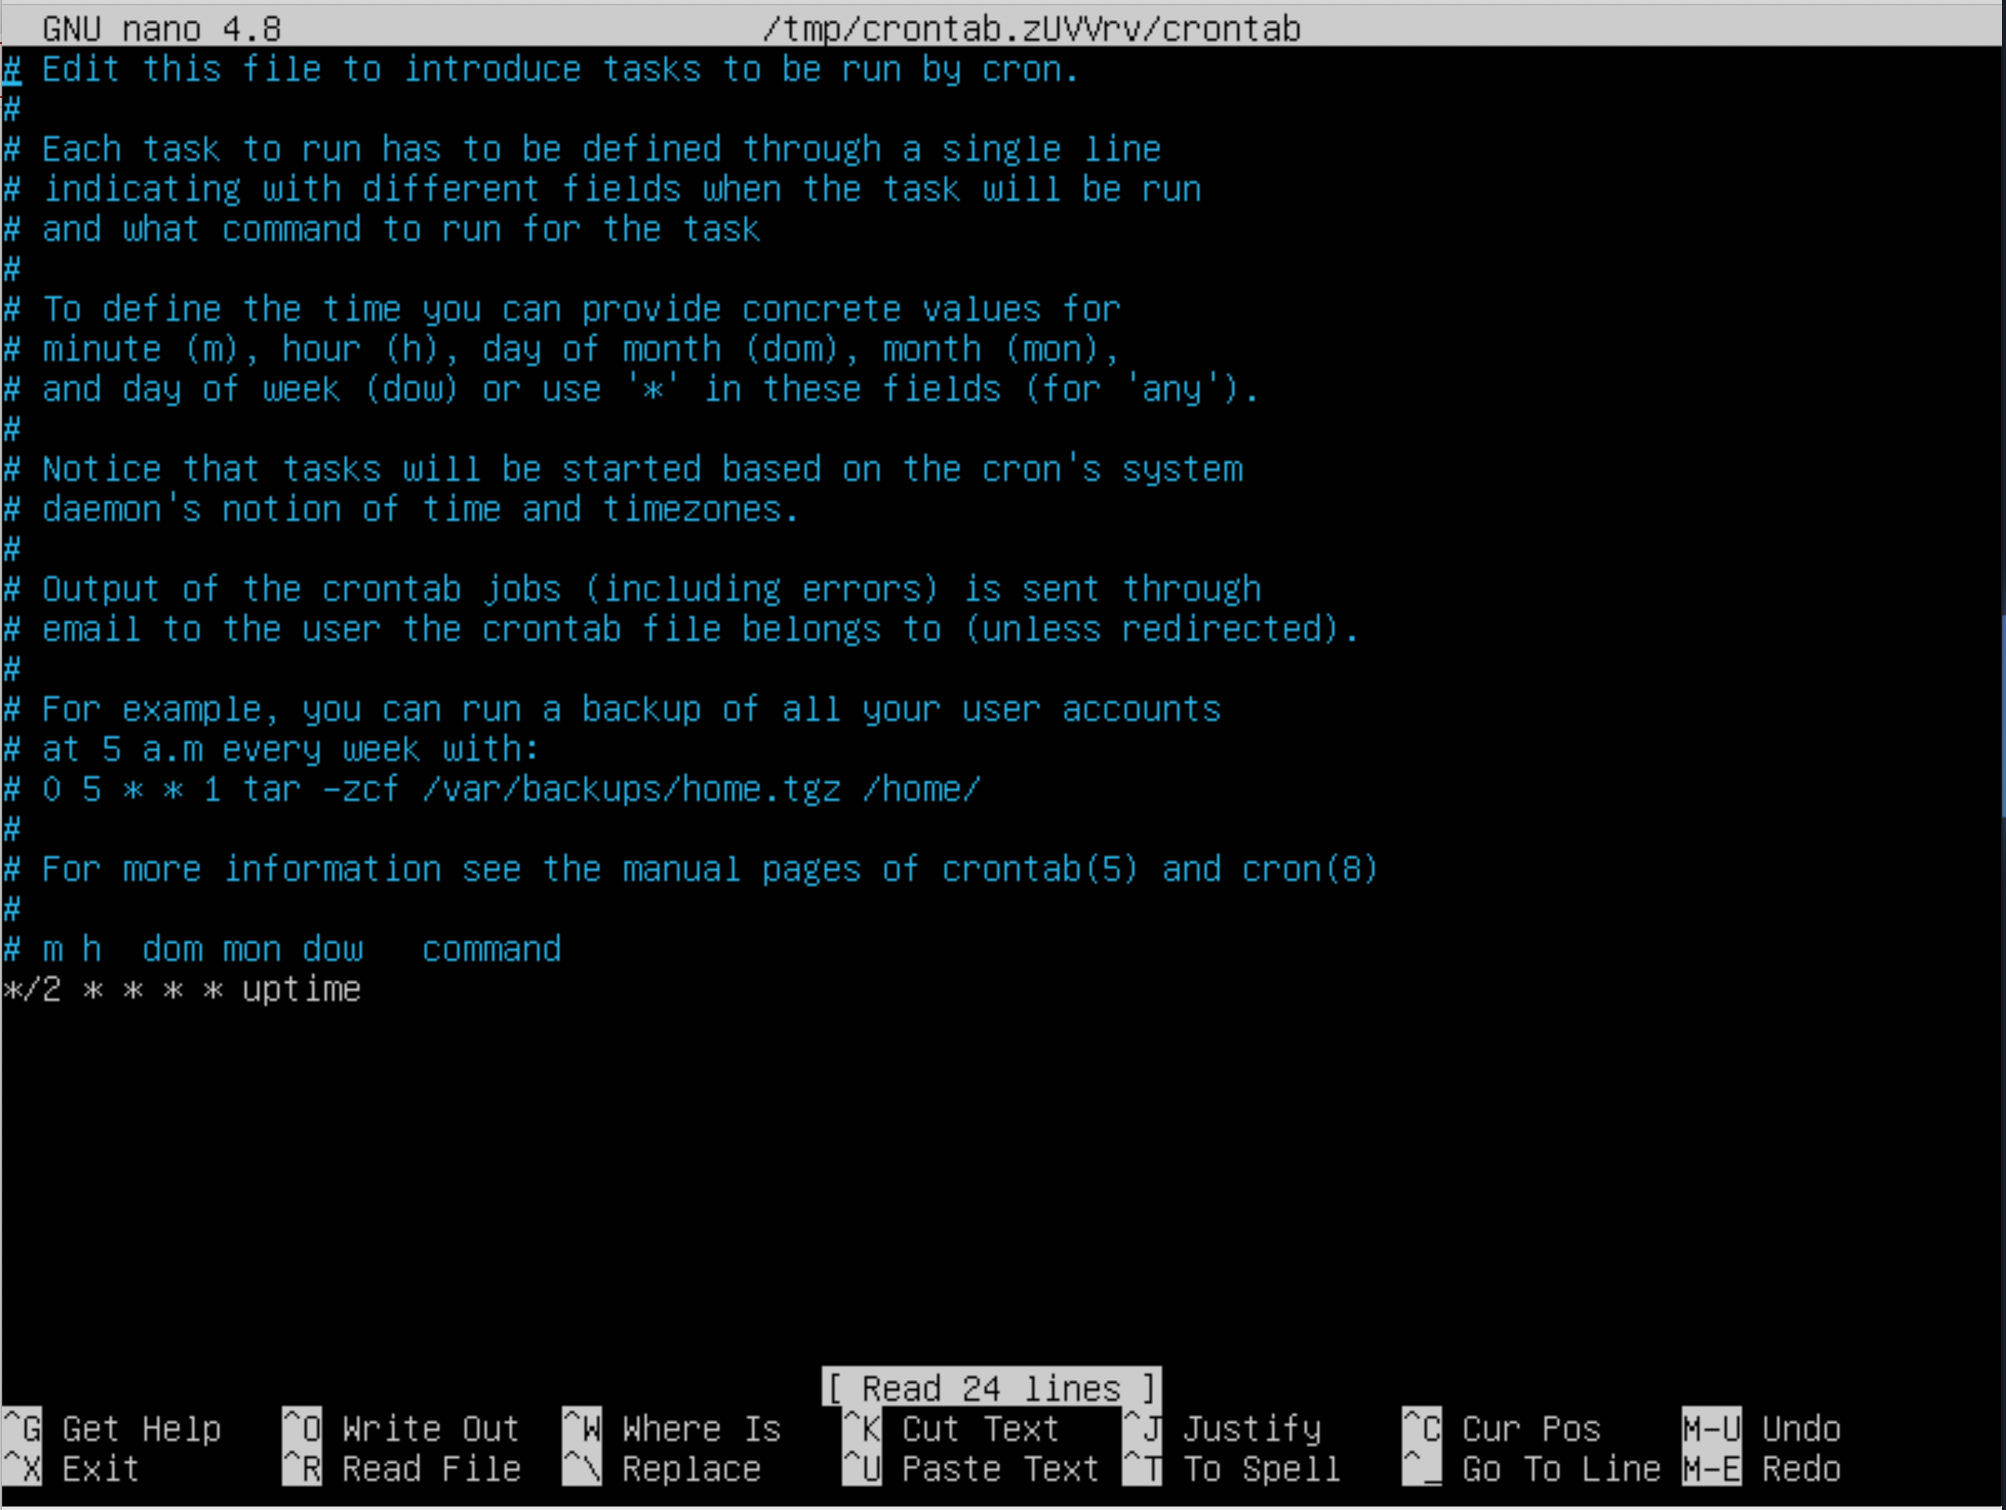 GNU nano 4.8 /tmp/crontab.zUVVrv/crontab
# Edit this file to introduce tasks to be run by cron.
#
# Each task to run has to be defined through a single line
# indicating with different fields when the task will be run
# and what command to run for the task
#
# To define the time you can provide concrete values for
# minute (m), hour (h), day of month (dom), month (mon),
# and day of week (dow) or use '*' in these fields (for 'any').
#
# Notice that tasks will be started based on the cron's system
# daemon's notion of time and timezones.
#
# Output of the crontab jobs (including errors) is sent through
# email to the user the crontab file belongs to (unless redirected).
#
# For example, you can run a backup of all your user accounts
# at 5 a.m every week with:
# 0 5 * * 1 tar -zcf /var/backups/home.tgz /home/
#
# For more information see the manual pages of crontab(5) and cron(8)
#
# m h  dom mon dow   command
*/2 * * * * uptime
[ Read 24 lines ]
^G Get Help ^O Write Out ^W Where Is ^K Cut Text ^J Justify ^C Cur Pos M-U Undo
^X Exit ^R Read File ^\ Replace ^U Paste Text ^T To Spell ^_ Go To Line M-E Redo